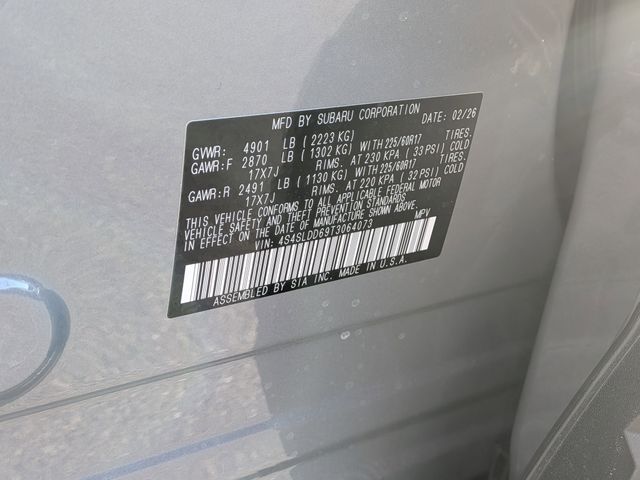 MFD BY SUBARU CORPORATION DATE: 02/26
GVWR: 4901 LB ( 2223 KG)
GAWR:F 2870 LB ( 1302 KG) WITH 225/60R17 TIRES.
17X7J RIMS. AT 230 KPA ( 33 PSI) COLD
GAWR:R 2491 LB ( 1130 KG) WITH 225/60R17 TIRES.
17X7J RIMS. AT 220 KPA ( 32 PSI) COLD
THIS VEHICLE CONFORMS TO ALL APPLICABLE FEDERAL MOTOR
VEHICLE SAFETY AND THEFT PREVENTION STANDARDS
IN EFFECT ON THE DATE OF MANUFACTURE SHOWN ABOVE.
VIN: 4S4SLDD69T3064073 MPV
ASSEMBLED BY SIA INC. MADE IN U.S.A.